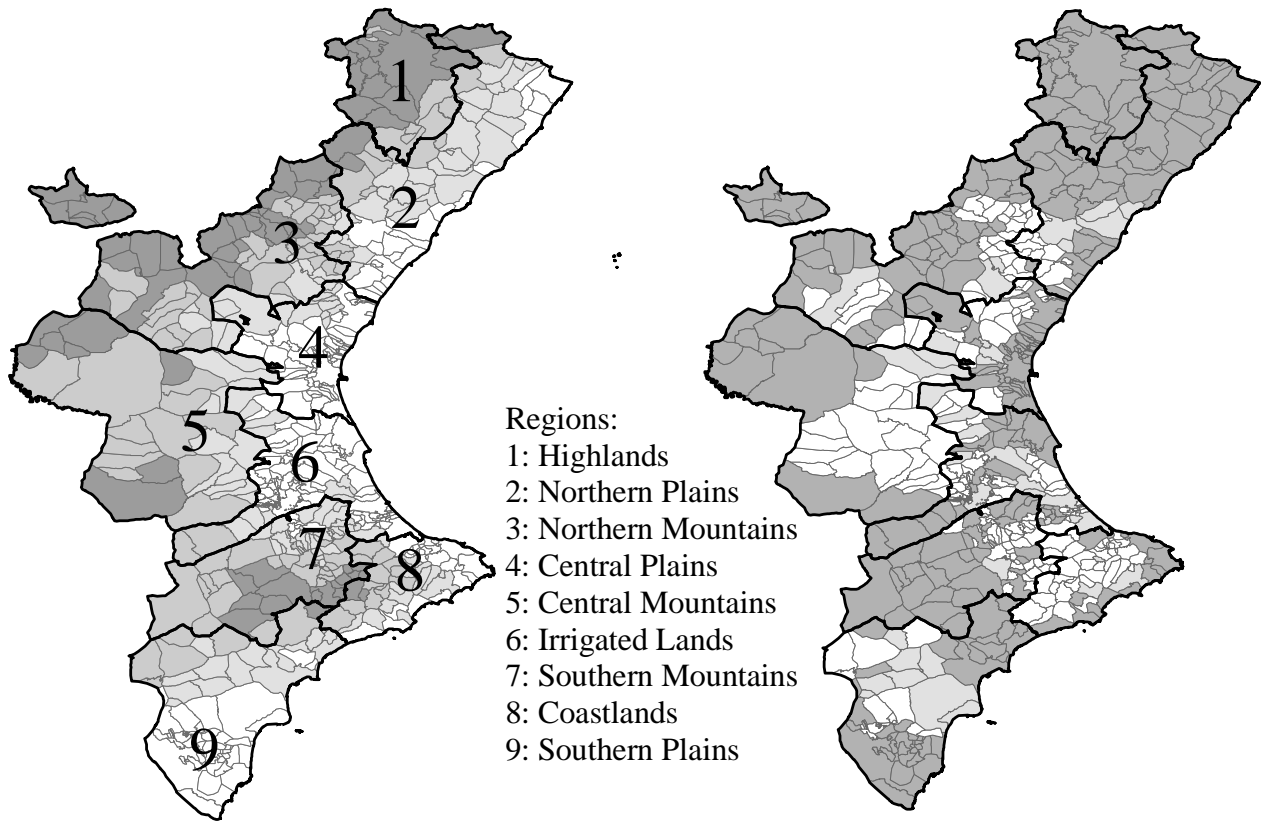 1
2
3
4
5
6
7
8
9
Regions:
1: Highlands
2: Northern Plains
3: Northern Mountains
4: Central Plains
5: Central Mountains
6: Irrigated Lands
7: Southern Mountains
8: Coastlands
9: Southern Plains